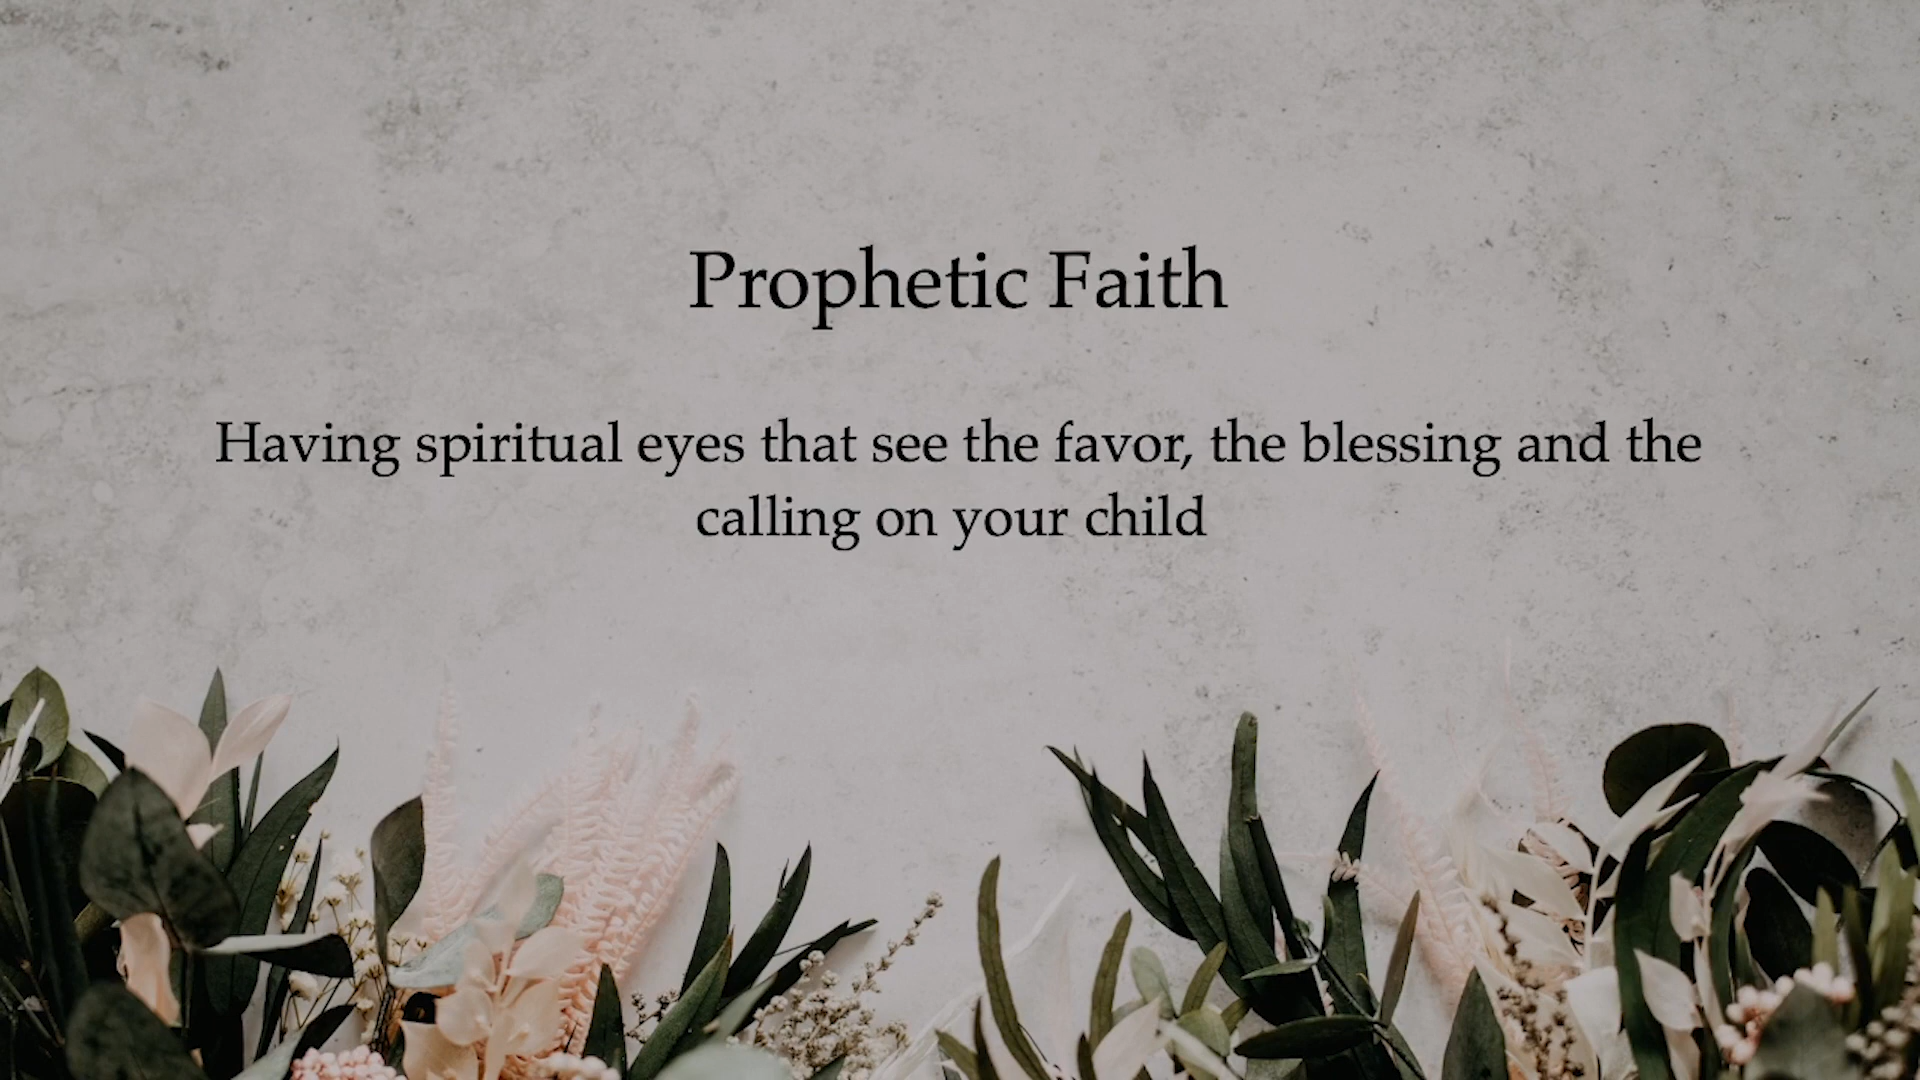 Prophetic Faith
Having spiritual eyes that see the favor, the blessing and the
calling on your child